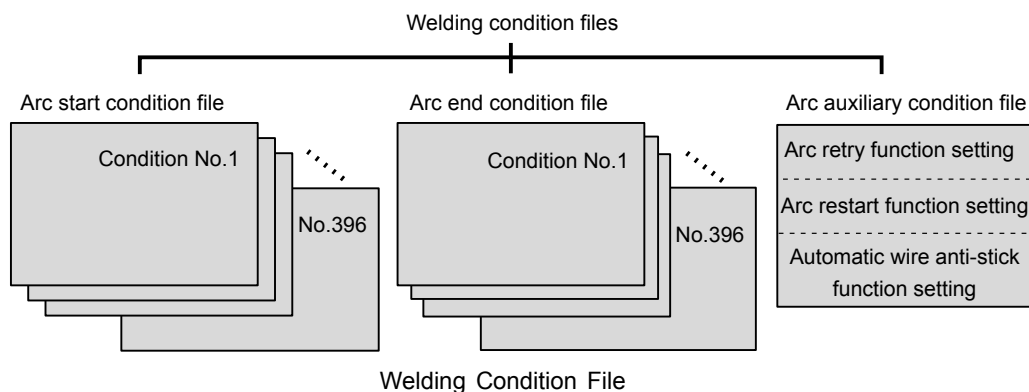 Welding condition files
Arc start condition file
Condition No.1
No.396
Arc end condition file
Condition No.1
No.396
Arc auxiliary condition file
Arc retry function setting
Arc restart function setting
Automatic wire anti-stick
function setting
Welding Condition File